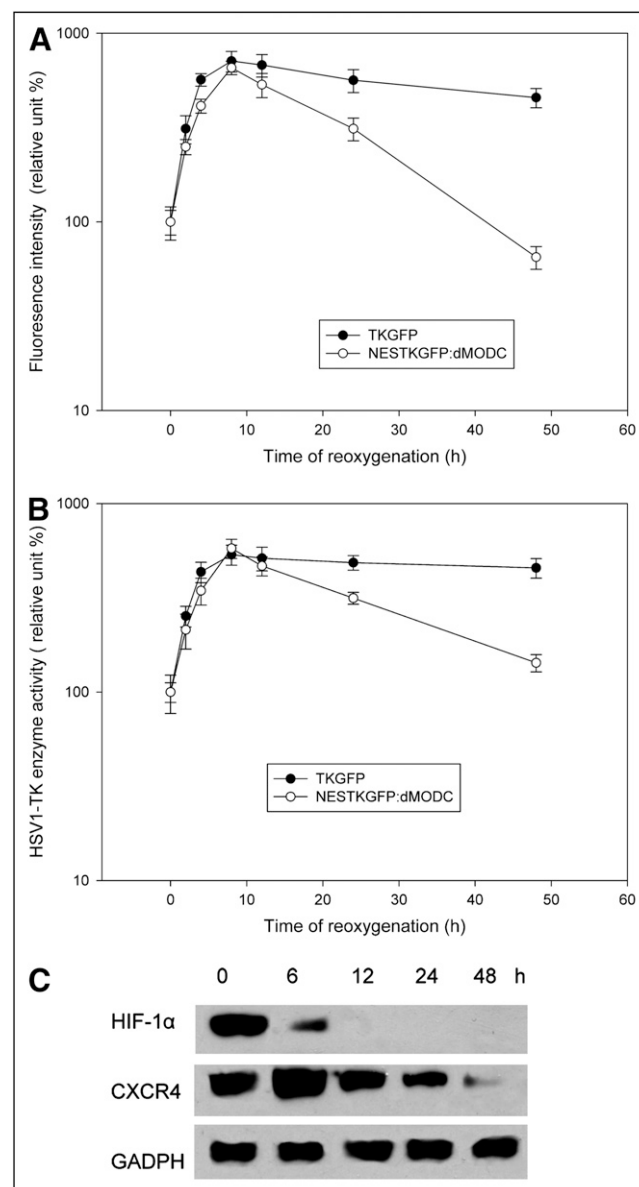 A
1000
100
10
Fluoresence intensity (relative unit %)
TKGFP
NESTKGFP:dMODC
0 10 20 30 40 50 60
Time of reoxygenation (h)
B
1000
100
10
HSV1-TK enzyme activity ( relative unit %)
TKGFP
NESTKGFP:dMODC
0 10 20 30 40 50 60
Time of reoxygenation (h)
C
0 6 12 24 48 h
HIF-1α
CXCR4
GADPH